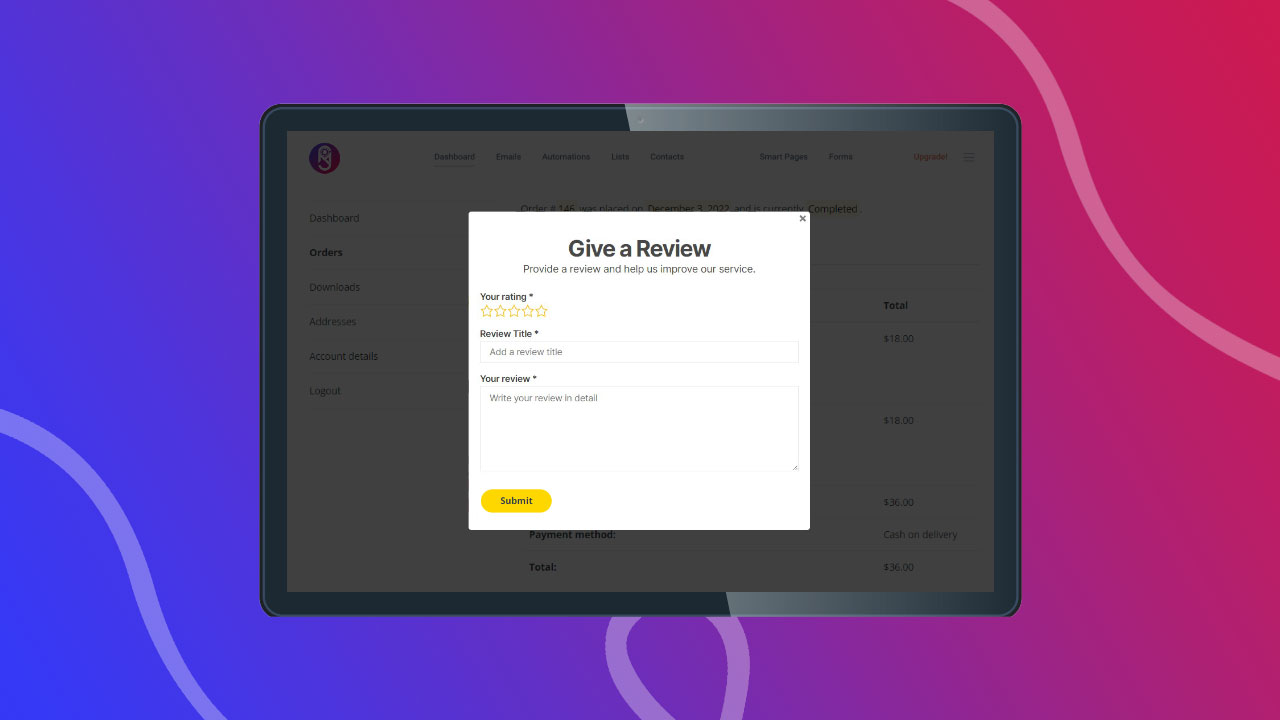 Dashboard Emails Automations Lists Contacts Smart Pages Forms Upgrade!
Order # 146 was placed on December 3, 2022 and is currently Completed.
Dashboard
Orders
Downloads
Addresses
Account details
Logout
×
Give a Review
Provide a review and help us improve our service.
Your rating *
Review Title *
Add a review title
Your review *
Write your review in detail
Submit
Total
$18.00
$18.00
$36.00
Payment method: Cash on delivery
Total: $36.00